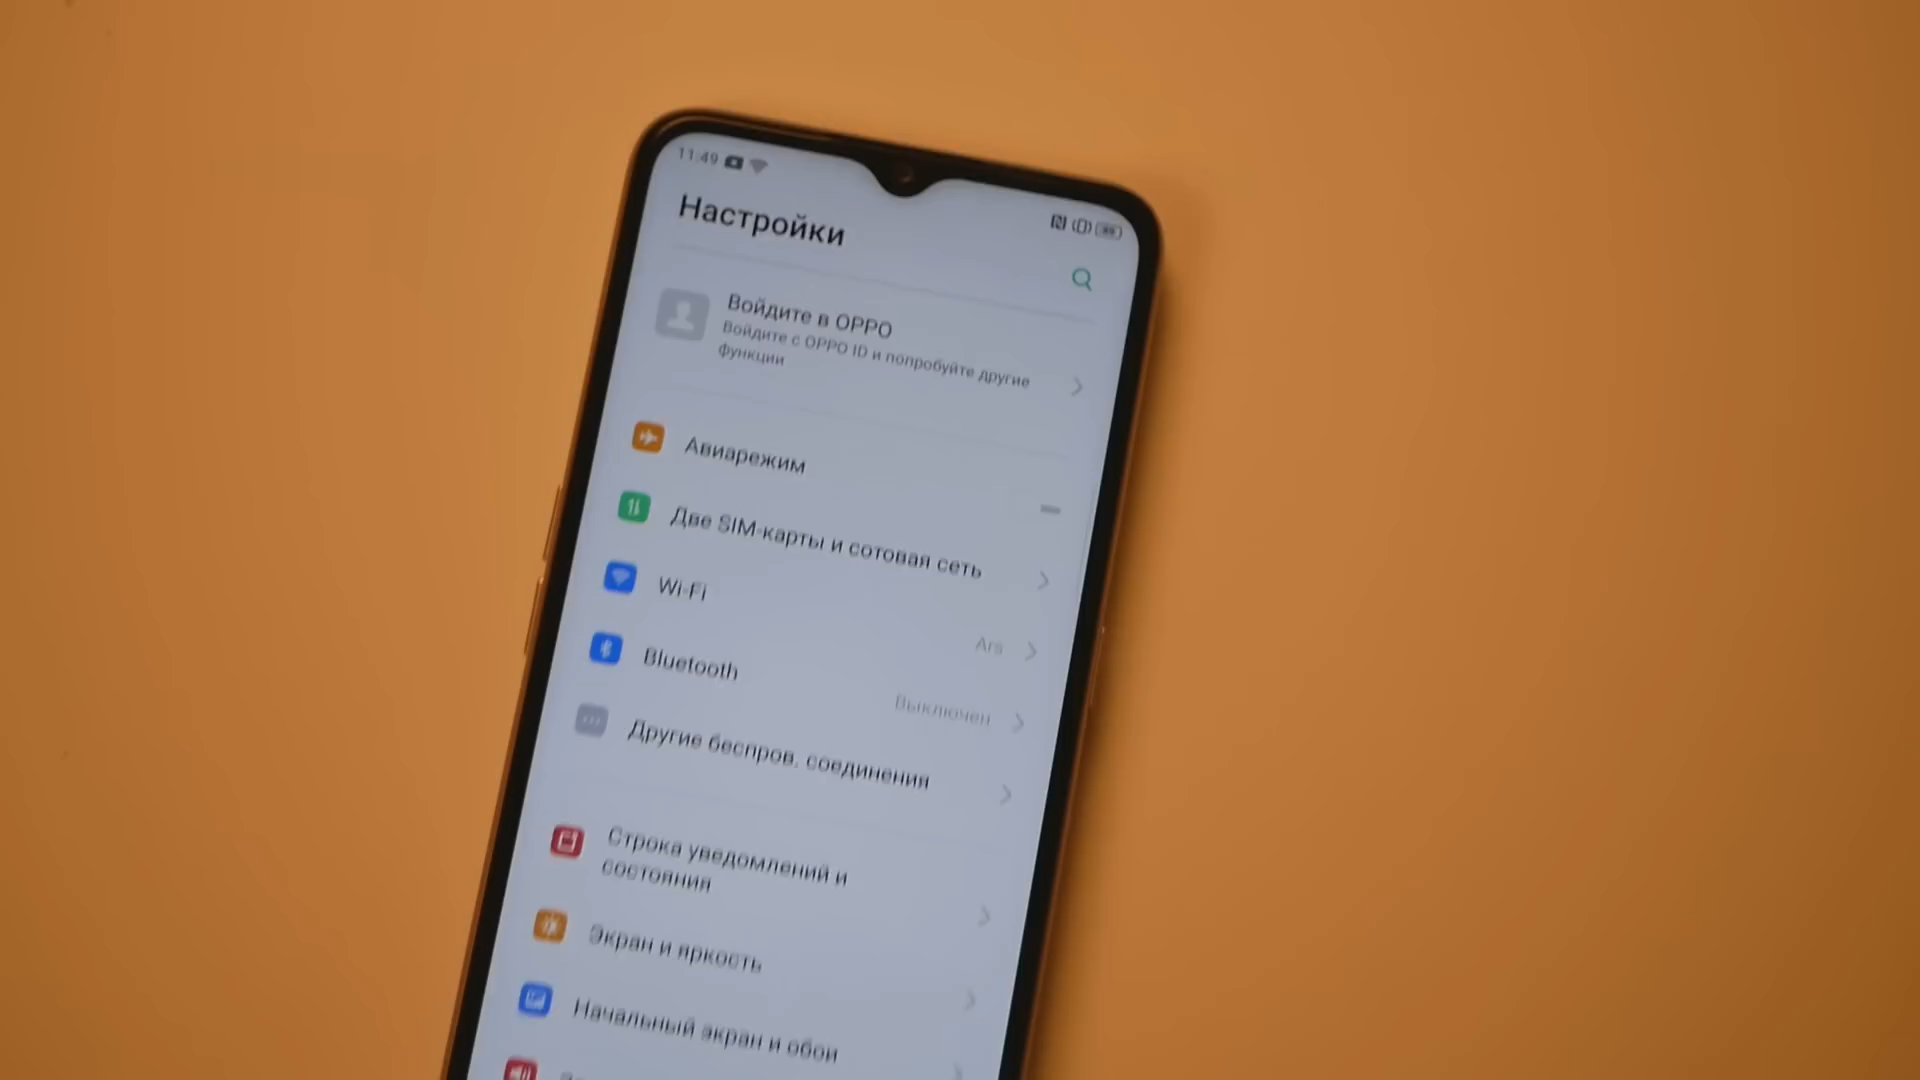 11:49
Настройки
Войдите в OPPO
Войдите с OPPO ID и попробуйте другие
функции
Авиарежим
Две SIM-карты и сотовая сеть
Wi-Fi
Ars
Bluetooth
Выключен
Другие беспров. соединения
Строка уведомлений и
состояния
Экран и яркость
Начальный экран и обои